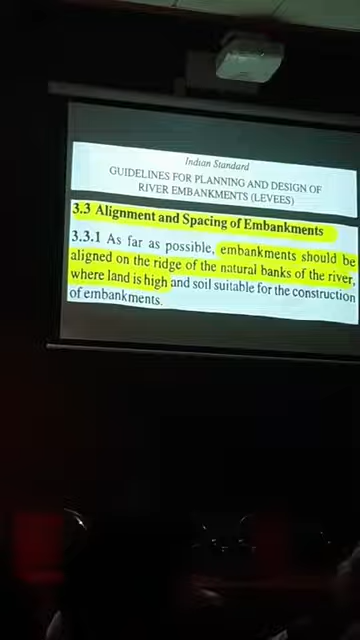 Indian Standard
GUIDELINES FOR PLANNING AND DESIGN OF
RIVER EMBANKMENTS (LEVEES)
3.3 Alignment and Spacing of Embankments
3.3.1 As far as possible, embankments should be
aligned on the ridge of the natural banks of the river,
where land is high and soil suitable for the construction
of embankments.